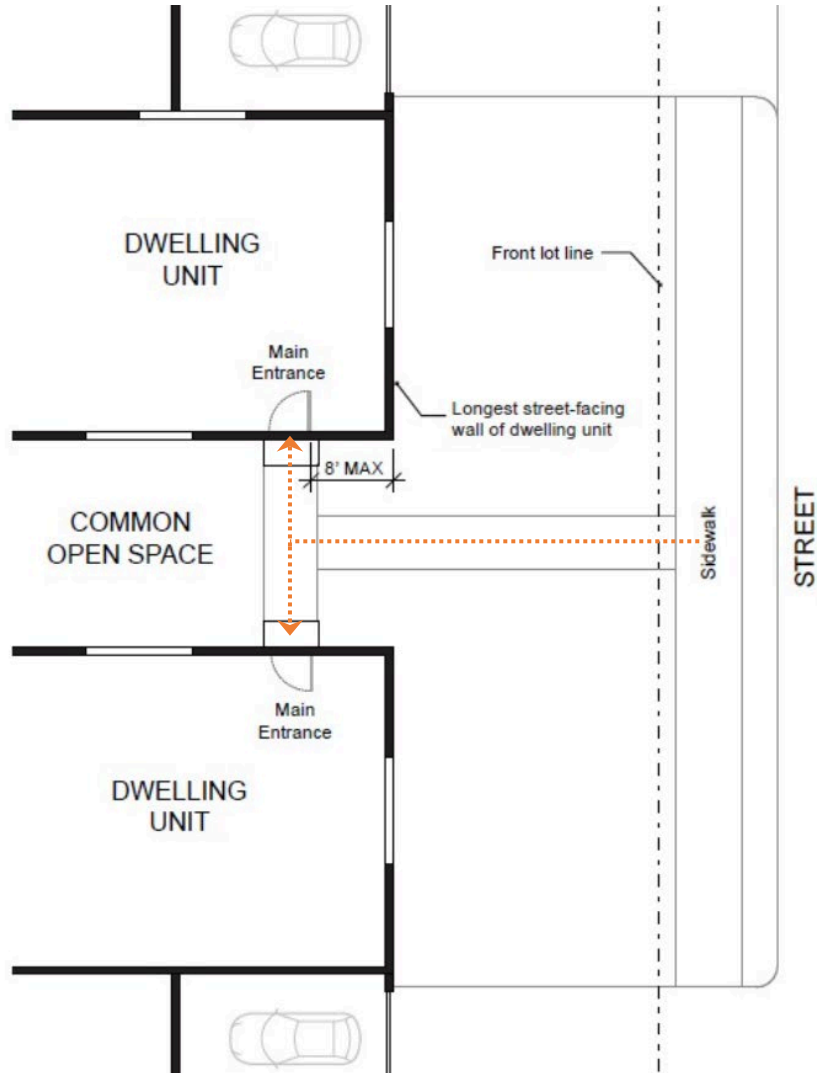 DWELLING
UNIT
Front lot line
Main
Entrance
Longest street-facing
wall of dwelling unit
8' MAX
COMMON
OPEN SPACE
Sidewalk
STREET
Main
Entrance
DWELLING
UNIT